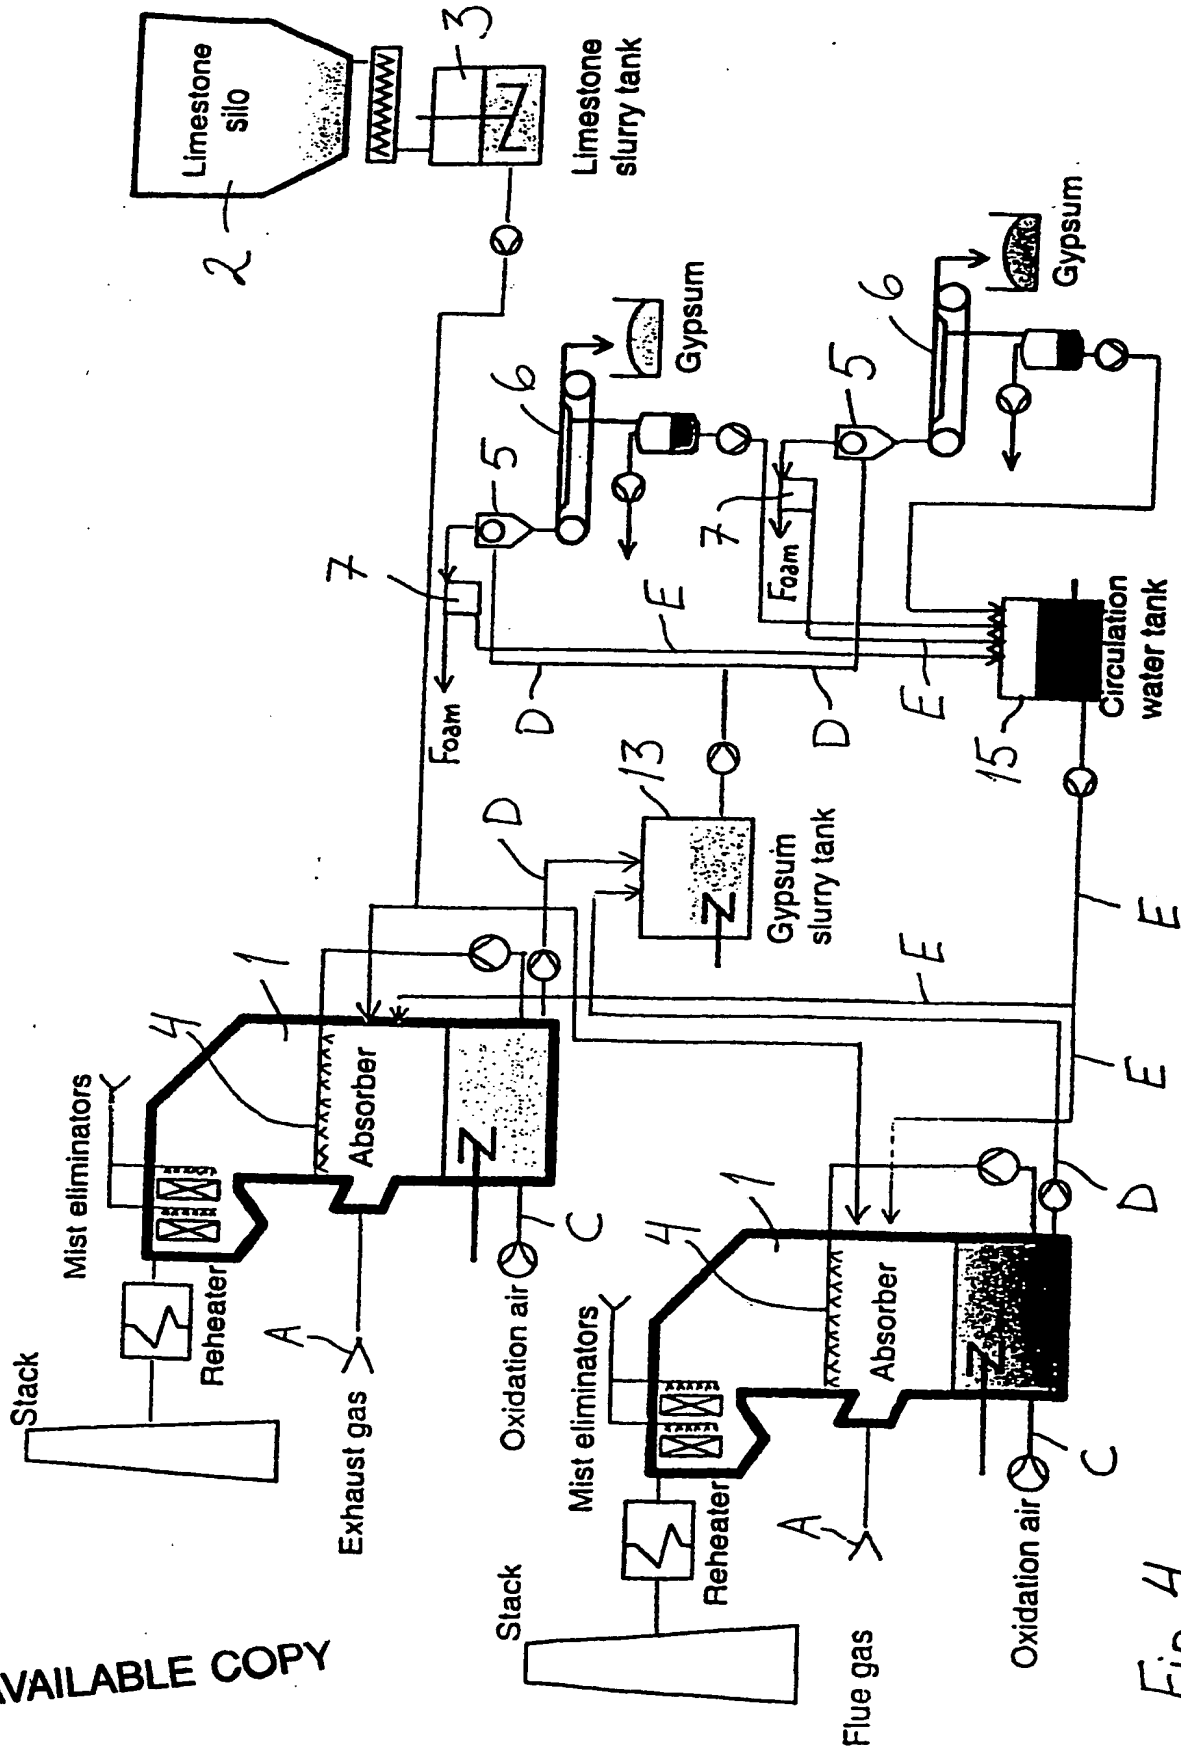 AVAILABLE COPY
Stack
Reheater
Mist eliminators
4
1
Absorber
A
Exhaust gas
Oxidation air
C
D
Limestone
silo
2
3
Limestone
slurry tank
7
Foam
5
6
Gypsum
D
E
13
Gypsum
slurry tank
7
Foam
5
6
Gypsum
D
E
15
Circulation
water tank
E
E
E
Stack
Reheater
Mist eliminators
4
1
Absorber
A
Flue gas
Oxidation air
C
D
Fig. 4